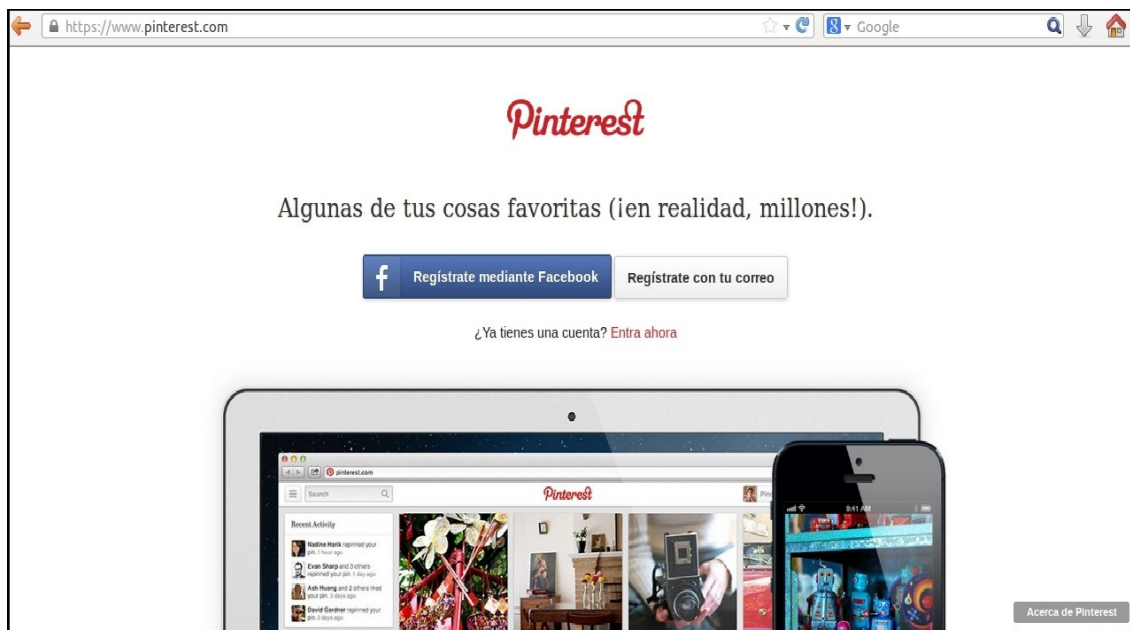 https://www.pinterest.com
Google
Pinterest
Algunas de tus cosas favoritas (¡en realidad, millones!).
Regístrate mediante Facebook
Regístrate con tu correo
¿Ya tienes una cuenta? Entra ahora
pinterest.com
Search
Pinterest
9:41 AM
Recent Activity
Nadine Harik repinned your
pin. 1 hour ago
Evan Sharp and 3 others
repinned your pin. 1 day ago
Ash Huang and 2 others liked
your pin. 3 days ago
David Gardner repinned your
pin. 3 days ago
Acerca de Pinterest